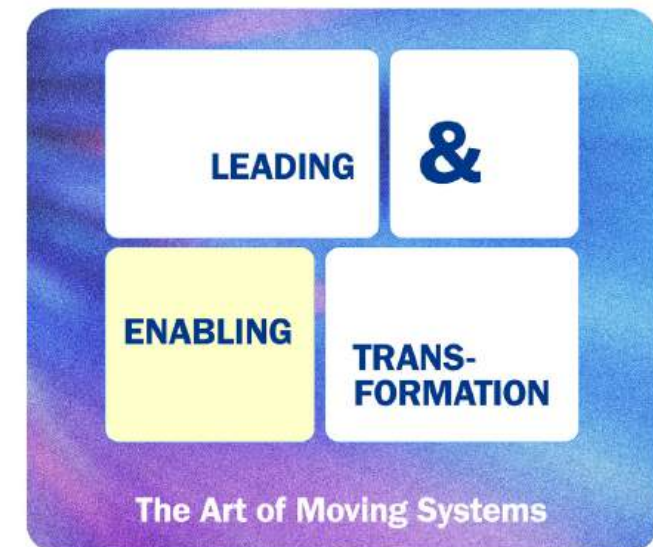 LEADING
&
ENABLING
TRANS-
FORMATION
The Art of Moving Systems